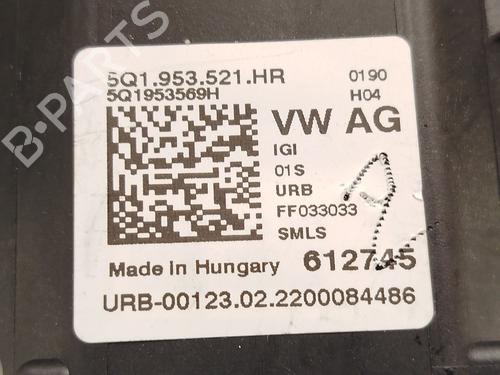 5Q1.953.521.HR 0190
5Q1953569H H04
VW AG
IGI
01S
URB
FF033033
SMLS
Made in Hungary 612745
URB-00123.02.2200084486
B-PARTS